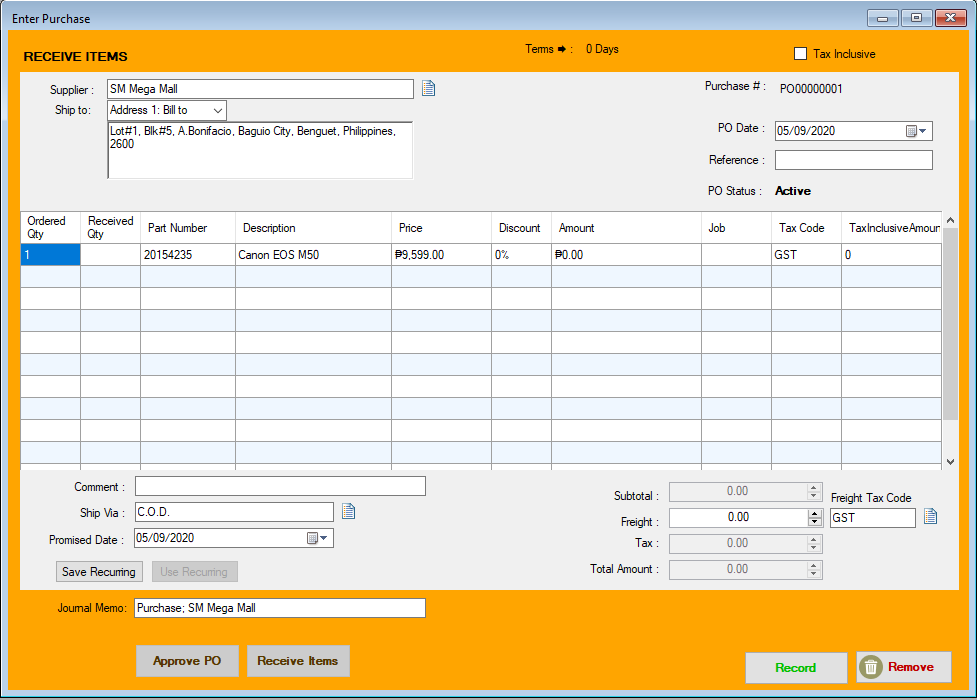 Enter Purchase
RECEIVE ITEMS
Terms : 0 Days
Tax Inclusive
Supplier : SM Mega Mall
Purchase # : PO00000001
Ship to: Address 1: Bill to
Lot#1, Blk#5, A.Bonifacio, Baguio City, Benguet, Philippines,
2600
PO Date : 05/09/2020
Reference :
PO Status : Active
Ordered Qty Received Qty Part Number Description Price Discount Amount Job Tax Code TaxInclusiveAmoun
1 20154235 Canon EOS M50 ₱9,599.00 0% ₱0.00 GST 0
Comment :
Ship Via : C.O.D.
Promised Date : 05/09/2020
Save Recurring Use Recurring
Subtotal : 0.00
Freight Tax Code
Freight : 0.00 GST
Tax : 0.00
Total Amount : 0.00
Journal Memo: Purchase; SM Mega Mall
Approve PO Receive Items Record Remove